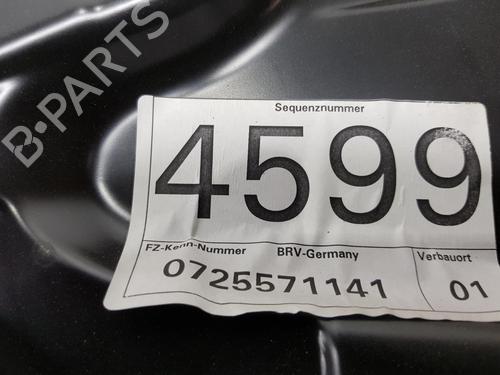 B-PARTS
Sequenznummer
4599
FZ-Kenn-Nummer BRV-Germany Verbauort
0725571141 01